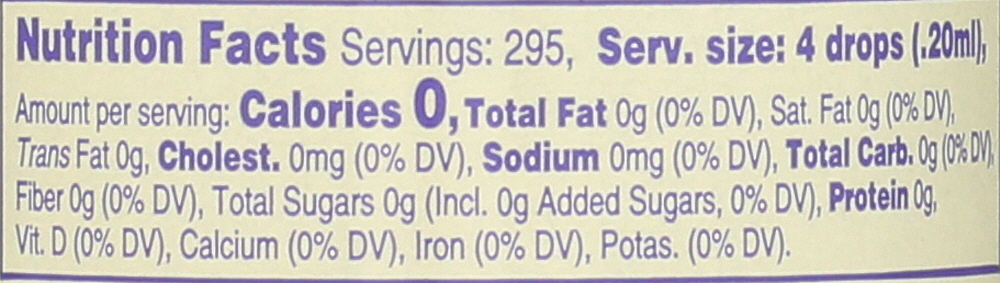 Nutrition Facts Servings: 295, Serv. size: 4 drops (.20ml),
Amount per serving: Calories 0, Total Fat 0g (0% DV), Sat. Fat 0g (0% DV),
Trans Fat 0g, Cholest. 0mg (0% DV), Sodium 0mg (0% DV), Total Carb. 0g (0% DV),
Fiber 0g (0% DV), Total Sugars 0g (Incl. 0g Added Sugars, 0% DV), Protein 0g,
Vit. D (0% DV), Calcium (0% DV), Iron (0% DV), Potas. (0% DV).